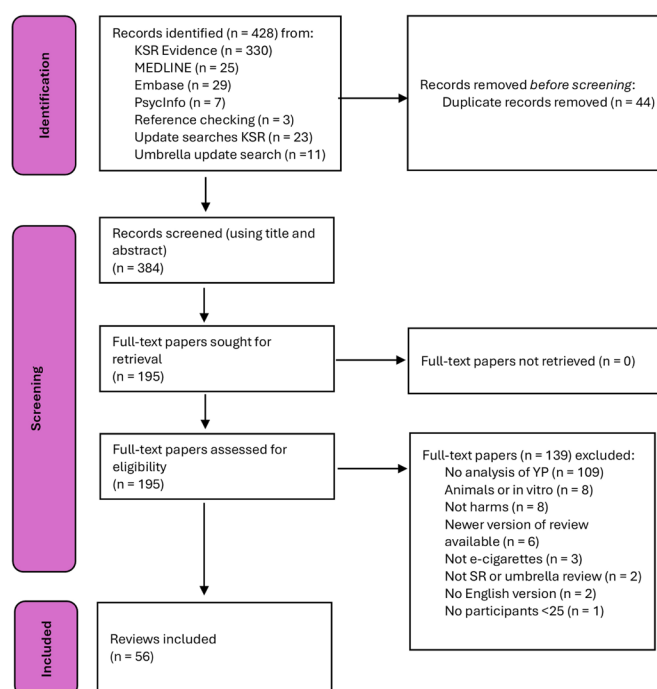 Identification
Records identified (n = 428) from:
KSR Evidence (n = 330)
MEDLINE (n = 25)
Embase (n = 29)
PsycInfo (n = 7)
Reference checking (n = 3)
Update searches KSR (n = 23)
Umbrella update search (n =11)
Records removed before screening:
Duplicate records removed (n = 44)
Screening
Records screened (using title and
abstract)
(n = 384)
Full-text papers sought for
retrieval
(n = 195)
Full-text papers not retrieved (n = 0)
Full-text papers assessed for
eligibility
(n = 195)
Full-text papers (n = 139) excluded:
No analysis of YP (n = 109)
Animals or in vitro (n = 8)
Not harms (n = 8)
Newer version of review
available (n = 6)
Not e-cigarettes (n = 3)
Not SR or umbrella review (n = 2)
No English version (n = 2)
No participants <25 (n = 1)
Included
Reviews included
(n = 56)